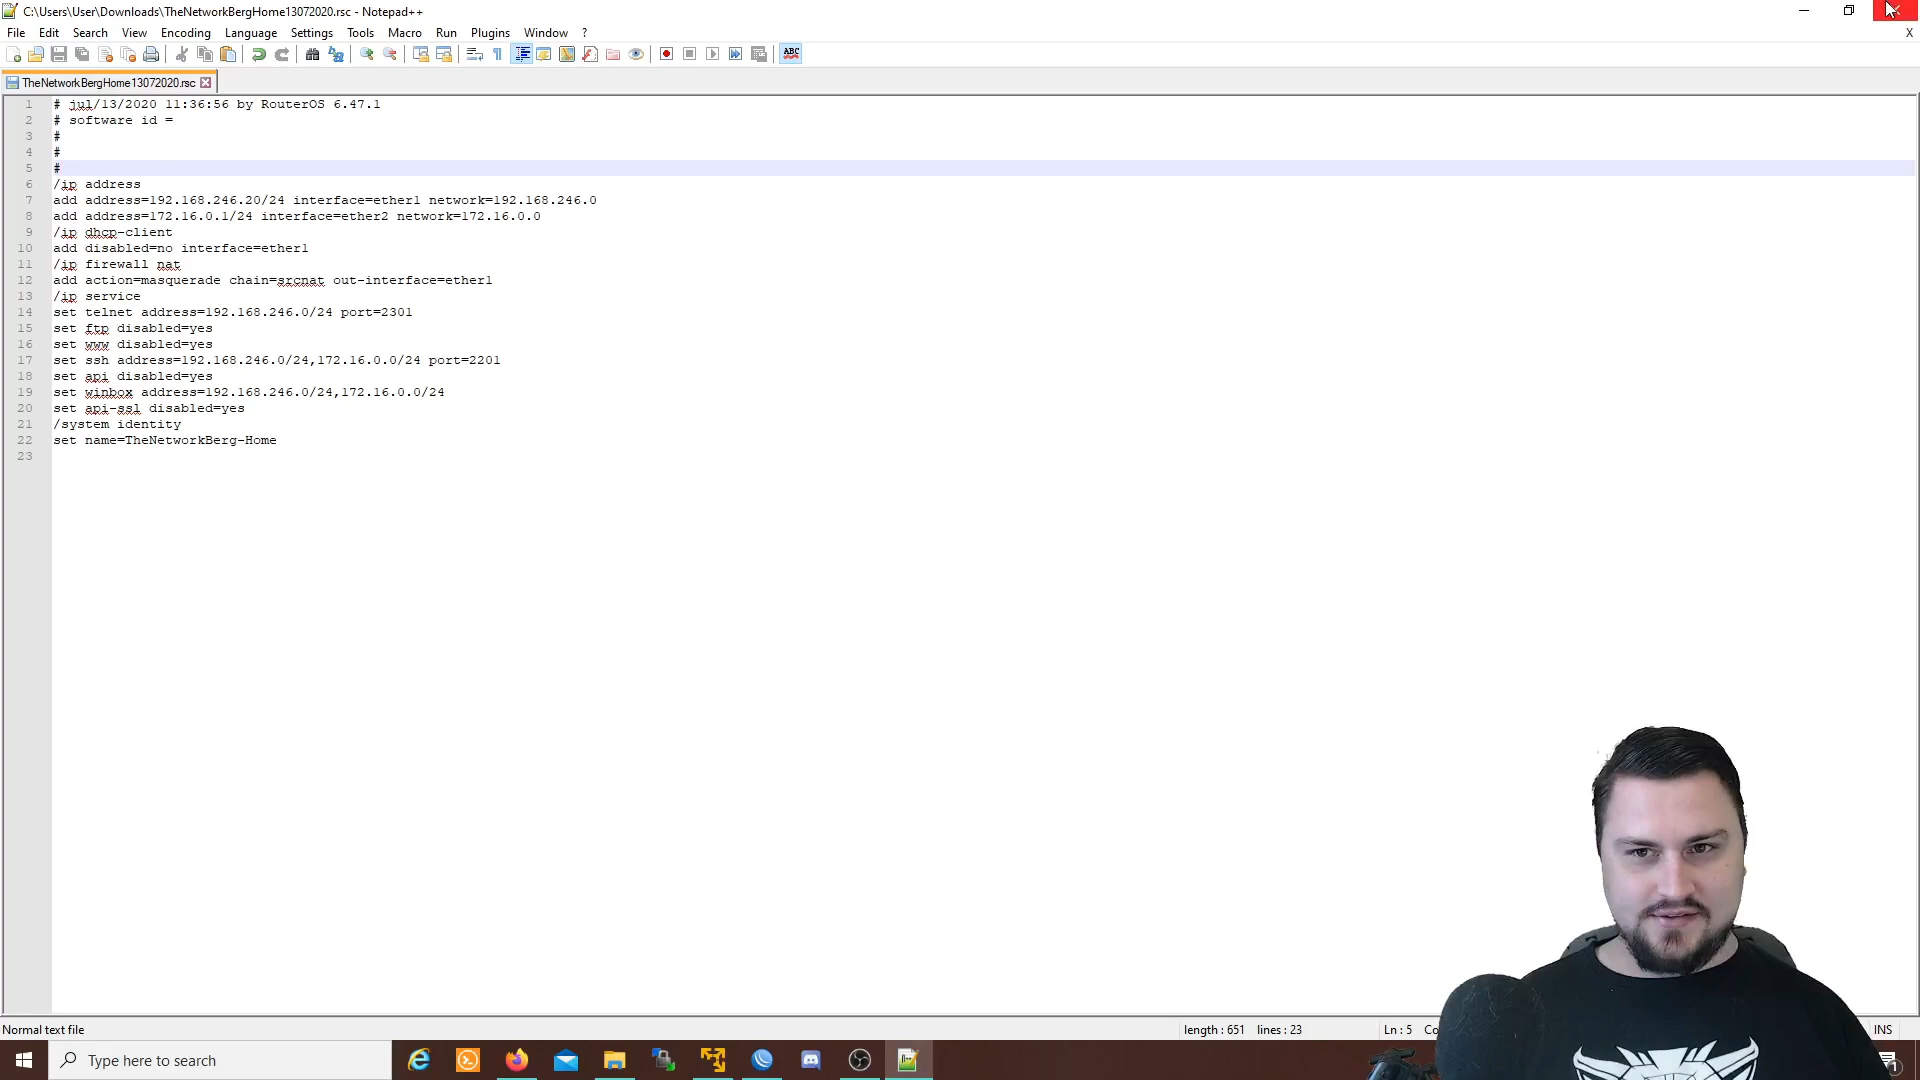 C:\Users\User\Downloads\TheNetworkBergHome13072020.rsc - Notepad++
File Edit Search View Encoding Language Settings Tools Macro Run Plugins Window ? X
ABC
TheNetworkBergHome13072020.rsc
1 # jul/13/2020 11:36:56 by RouterOS 6.47.1
2 # software id =
3 #
4 #
5 #
6 /ip address
7 add address=192.168.246.20/24 interface=ether1 network=192.168.246.0
8 add address=172.16.0.1/24 interface=ether2 network=172.16.0.0
9 /ip dhcp-client
10 add disabled=no interface=ether1
11 /ip firewall nat
12 add action=masquerade chain=srcnat out-interface=ether1
13 /ip service
14 set telnet address=192.168.246.0/24 port=2301
15 set ftp disabled=yes
16 set www disabled=yes
17 set ssh address=192.168.246.0/24,172.16.0.0/24 port=2201
18 set api disabled=yes
19 set winbox address=192.168.246.0/24,172.16.0.0/24
20 set api-ssl disabled=yes
21 /system identity
22 set name=TheNetworkBerg-Home
23
Normal text file length : 651 lines : 23 Ln : 5 INS
Type here to search
1